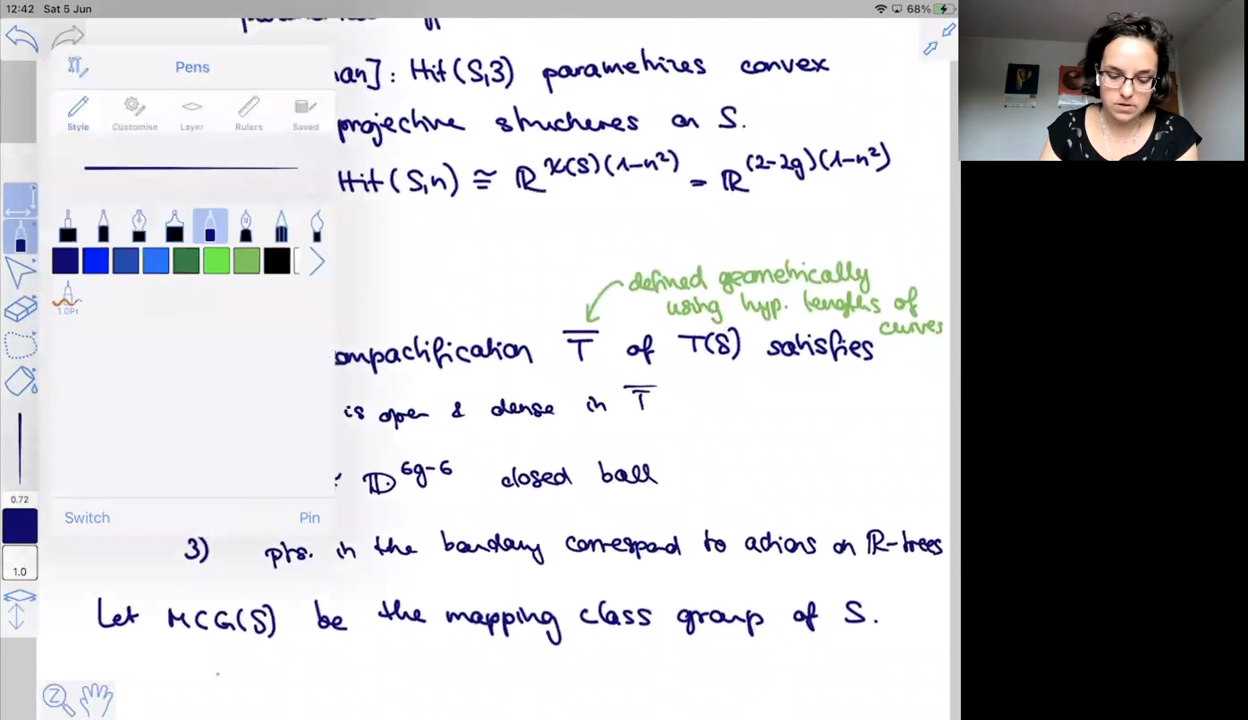 12:42 Sat 5 Jun
68%
Pens
Style Customise Layer Rulers Saved
1.0Pt
Switch Pin
0.72
1.0
Z
man]: Hit(S,3) parametrizes convex
projective structures on S.
Hit(S,n) ≅ ℝ^χ(S)(1-n²) = ℝ^(2-2g)(1-n²)
defined geometrically
using hyp. lengths of
curves
ompactification T̅ of T(S) satisfies
is open & dense in T̅
𝔻^6g-6 closed ball
3) pts. in the boundary correspond to actions on ℝ-trees
Let MCG(S) be the mapping class group of S.